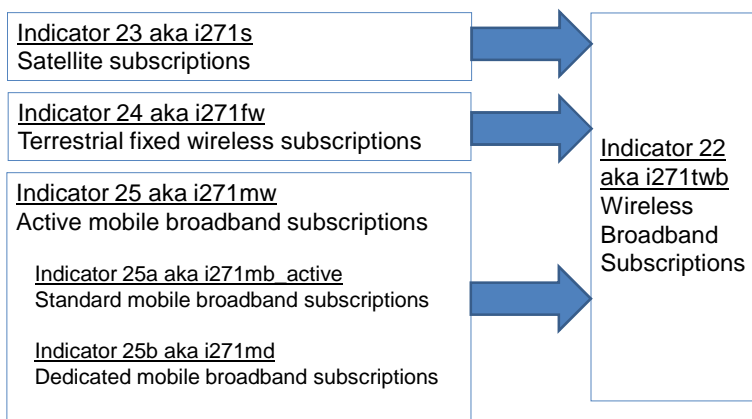 Indicator 23 aka i271s
Satellite subscriptions
Indicator 24 aka i271fw
Terrestrial fixed wireless subscriptions
Indicator 25 aka i271mw
Active mobile broadband subscriptions
Indicator 25a aka i271mb_active
Standard mobile broadband subscriptions
Indicator 25b aka i271md
Dedicated mobile broadband subscriptions
Indicator 22
aka i271twb
Wireless
Broadband
Subscriptions